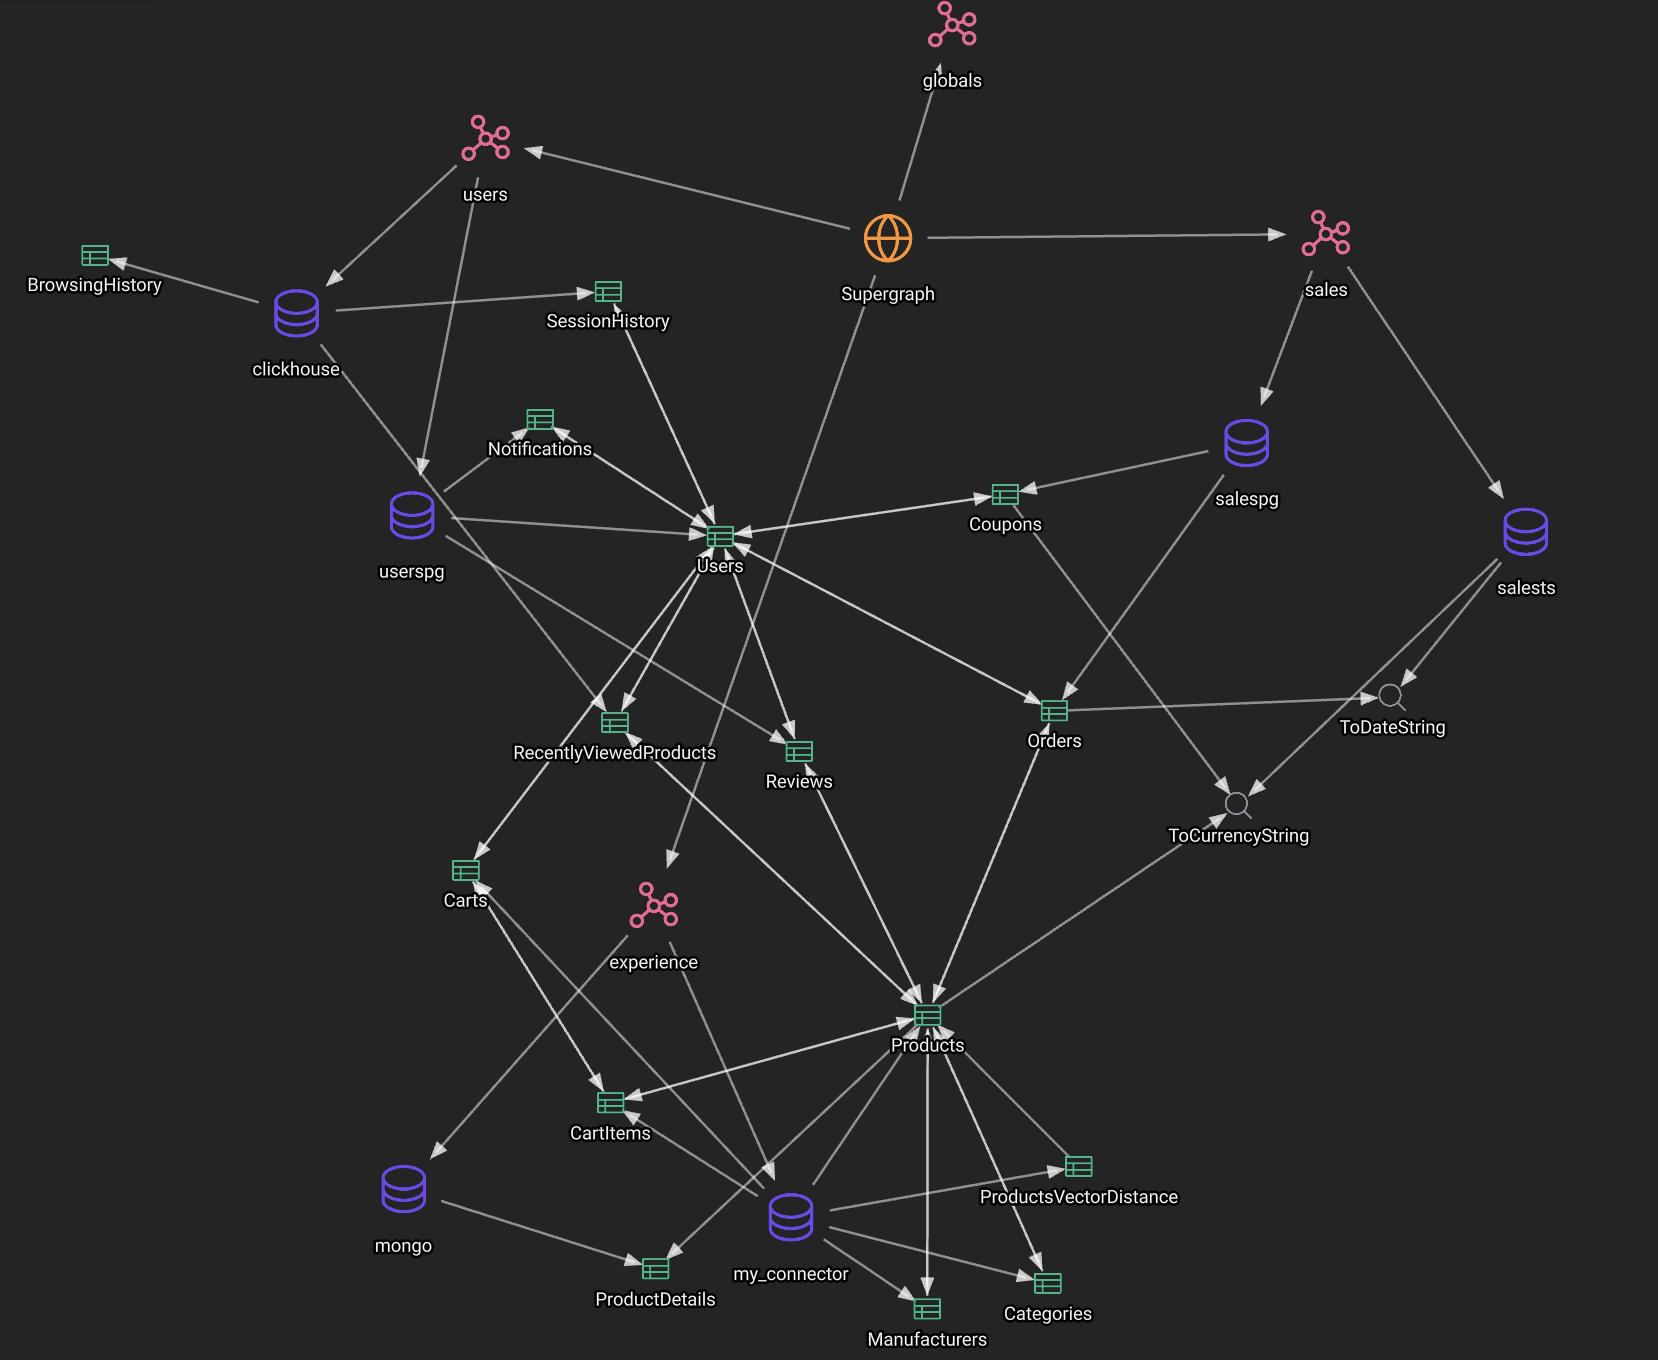 globals
users
BrowsingHistory
SessionHistory
Supergraph
sales
clickhouse
Notifications
salespg
Coupons
userspg
Users
salests
RecentlyViewedProducts
Reviews
Orders
ToDateString
ToCurrencyString
Carts
experience
Products
CartItems
ProductsVectorDistance
mongo
my_connector
ProductDetails
Categories
Manufacturers